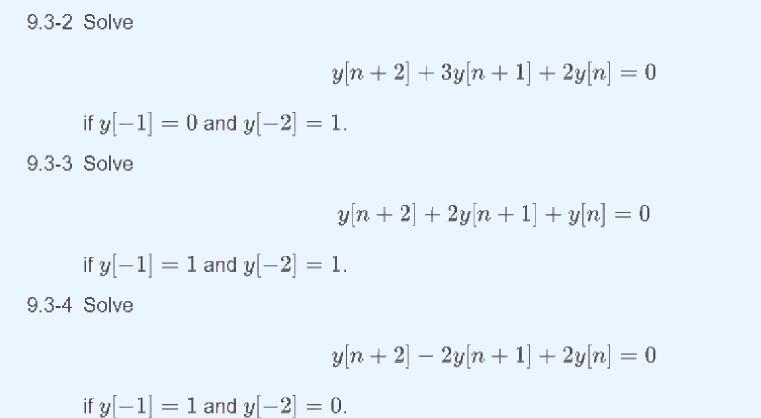 9.3-2 Solve
y[n + 2] + 3y[n + 1] + 2y[n] = 0
if y[−1] = 0 and y[−2] = 1.
9.3-3 Solve
y[n + 2] + 2y[n + 1] + y[n] = 0
if y[−1] = 1 and y[−2] = 1.
9.3-4 Solve
y[n + 2] − 2y[n + 1] + 2y[n] = 0
if y[−1] = 1 and y[−2] = 0.